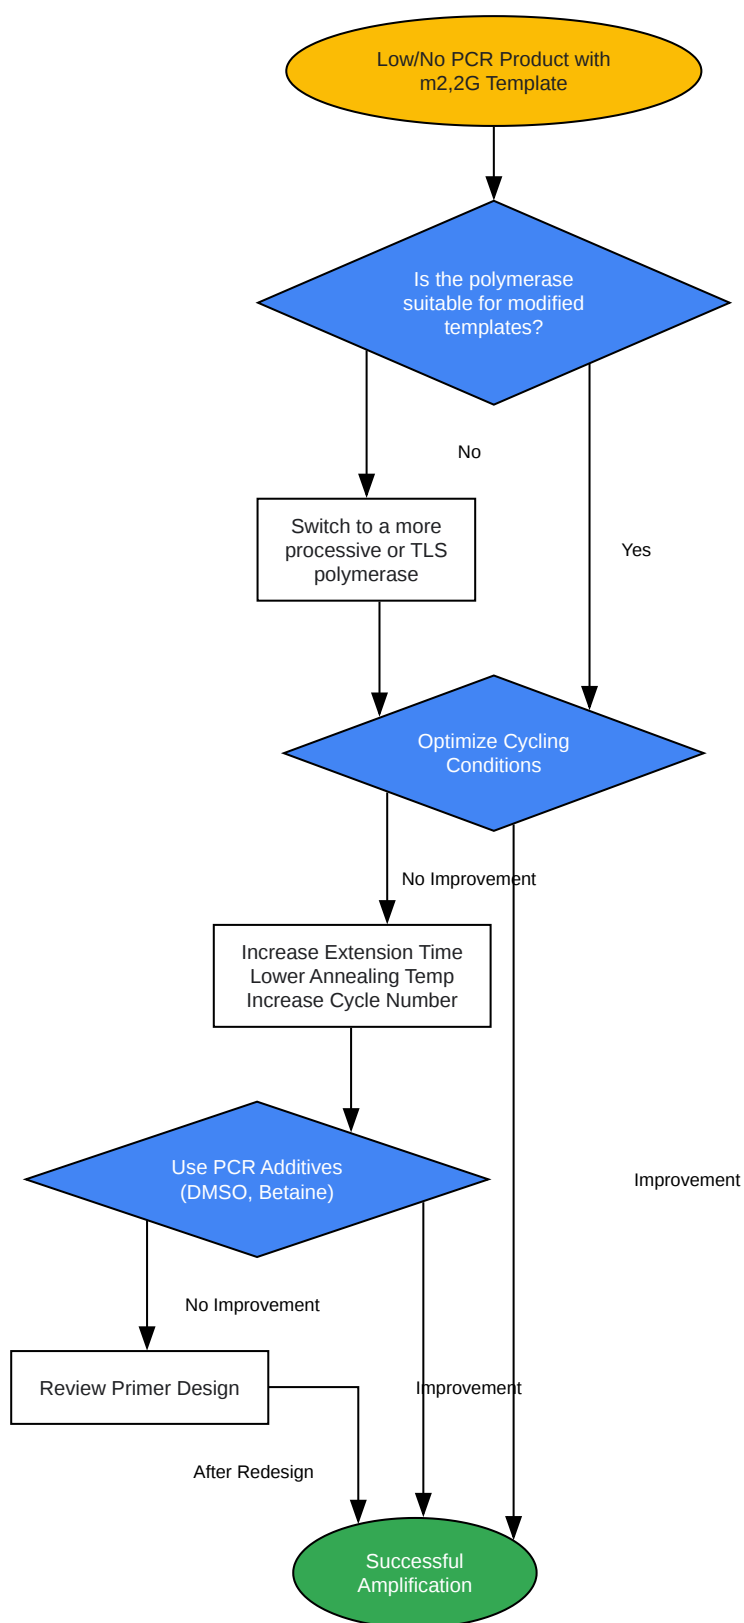 Low/No PCR Product with
m2,2G Template
Is the polymerase
suitable for modified
templates?
No
Switch to a more
processive or TLS
polymerase
Yes
Optimize Cycling
Conditions
No Improvement
Increase Extension Time
Lower Annealing Temp
Increase Cycle Number
Use PCR Additives
(DMSO, Betaine)
Improvement
No Improvement
Review Primer Design
Improvement
After Redesign
Successful
Amplification